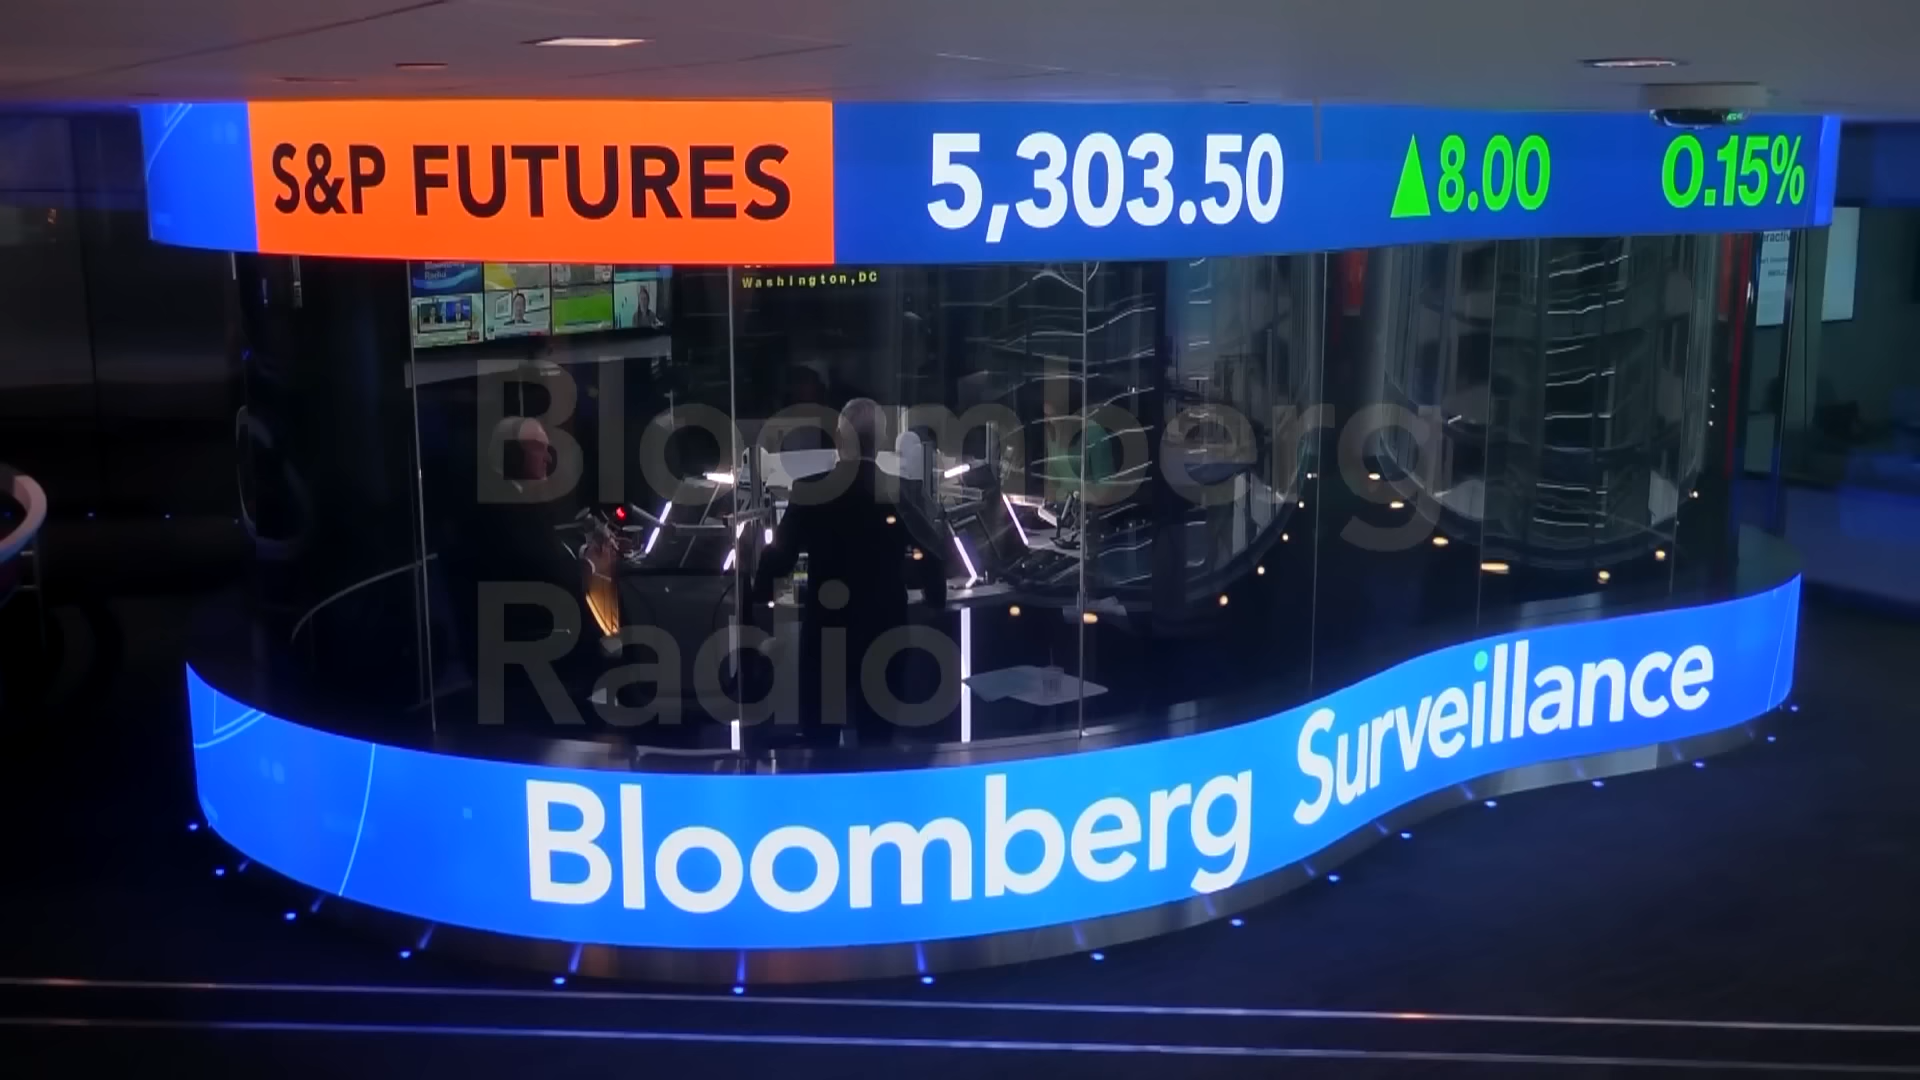 S&P FUTURES 5,303.50 ▲8.00 0.15%
Washington,DC
Bloomberg
Radio
Bloomberg Surveillance